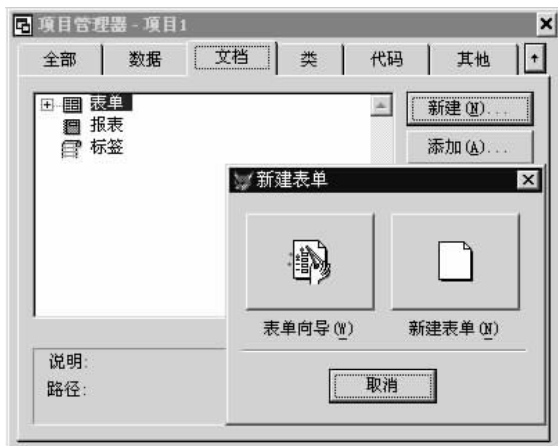 项目管理器 - 项目1
全部 数据 文档 类 代码 其他
表单 新建(N)...
报表
标签 添加(A)...
新建表单
表单向导(W) 新建表单(N)
取消
说明:
路径: